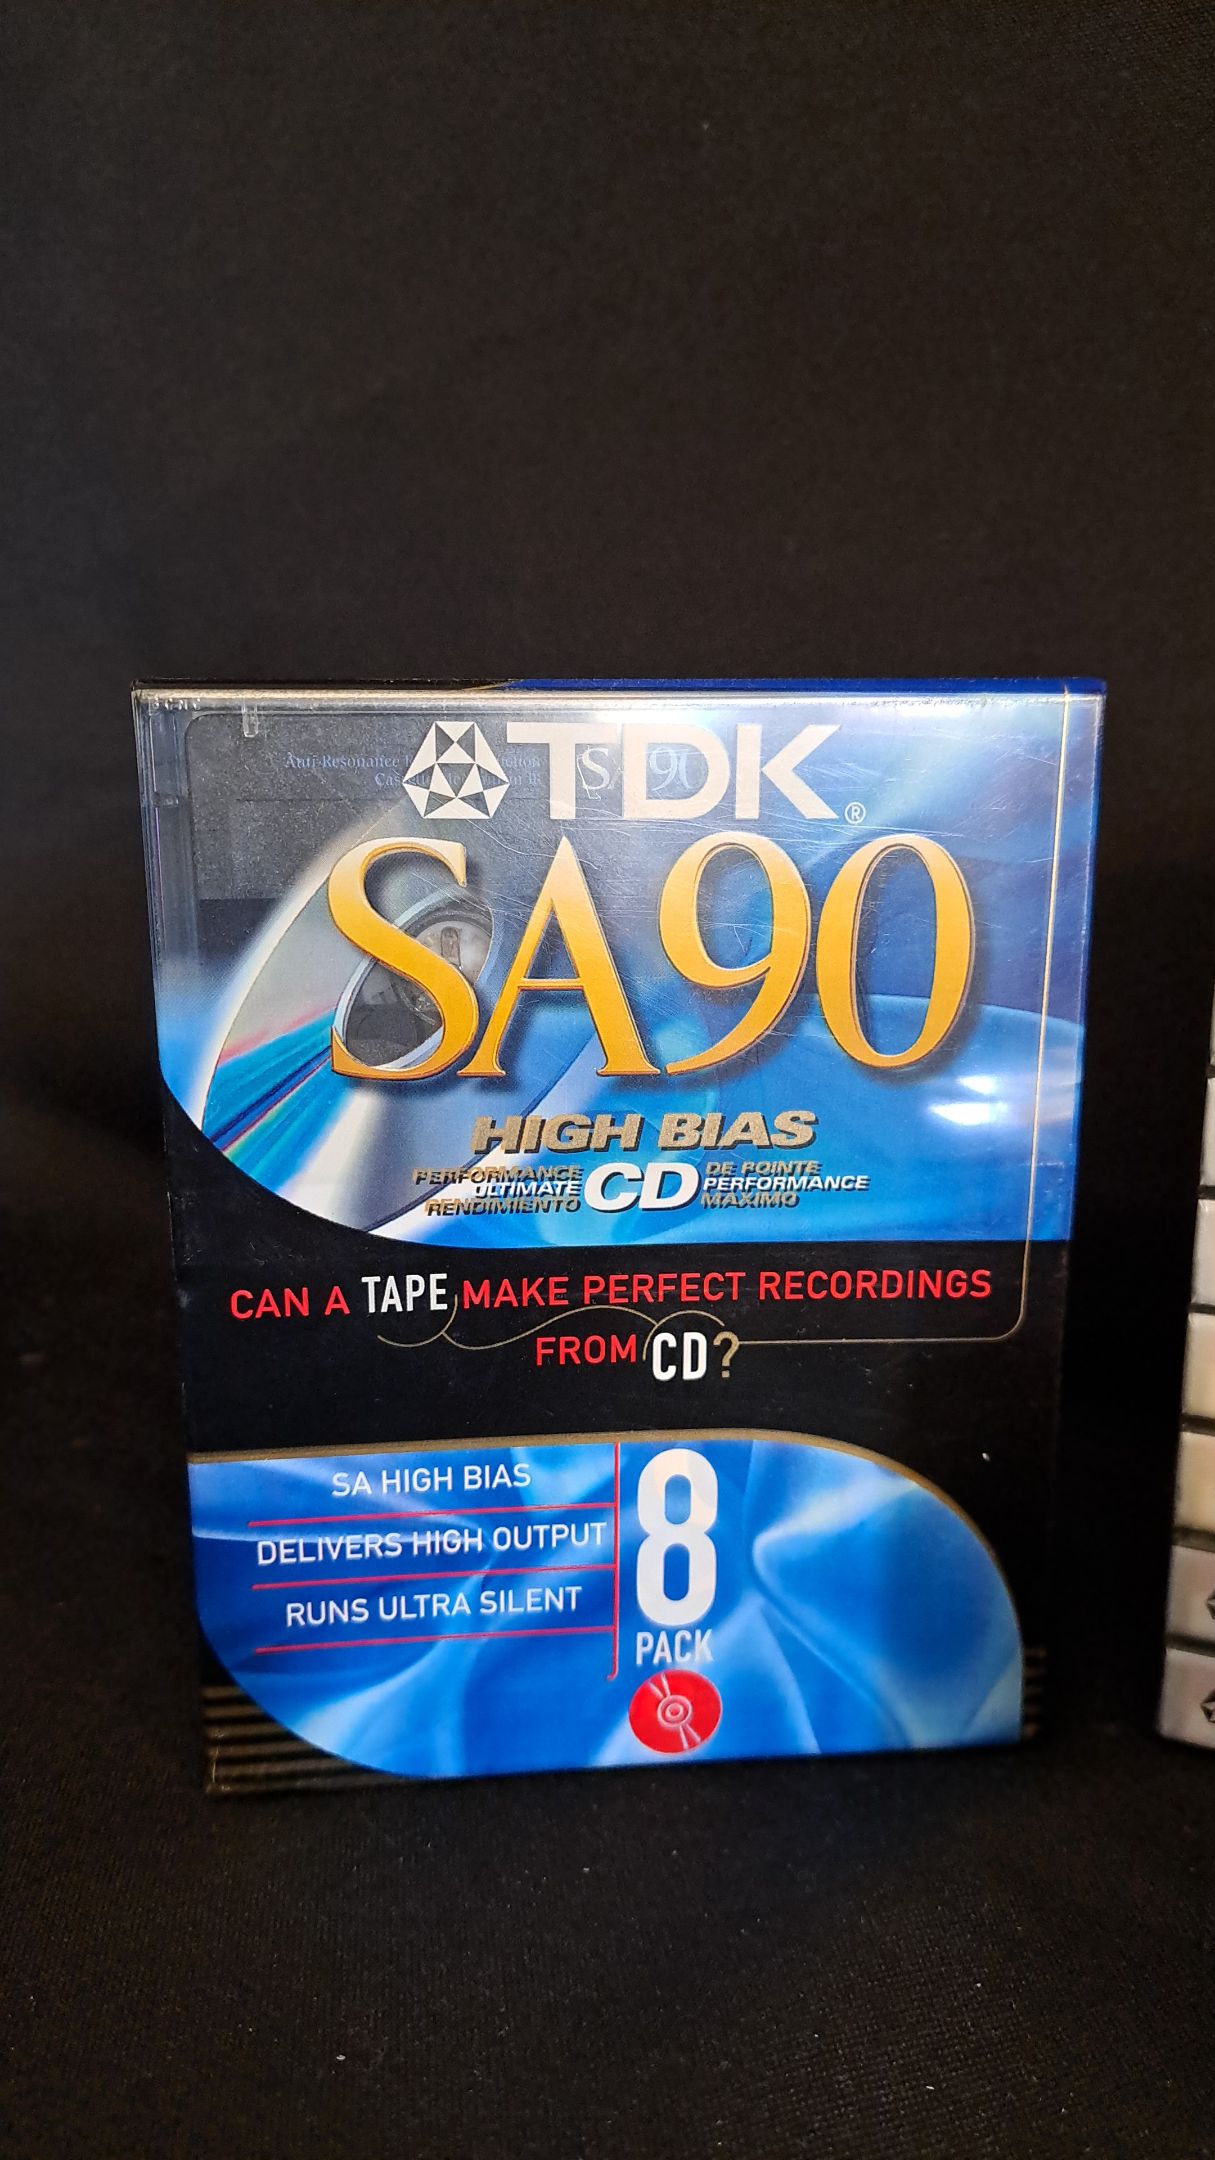 TDK®
SA90
HIGH BIAS
PERFORMANCE DE POINTE
ULTIMATE CD PERFORMANCE
RENDIMIENTO MAXIMO
CAN A TAPE MAKE PERFECT RECORDINGS
FROM CD?
SA HIGH BIAS
DELIVERS HIGH OUTPUT
RUNS ULTRA SILENT
8
PACK